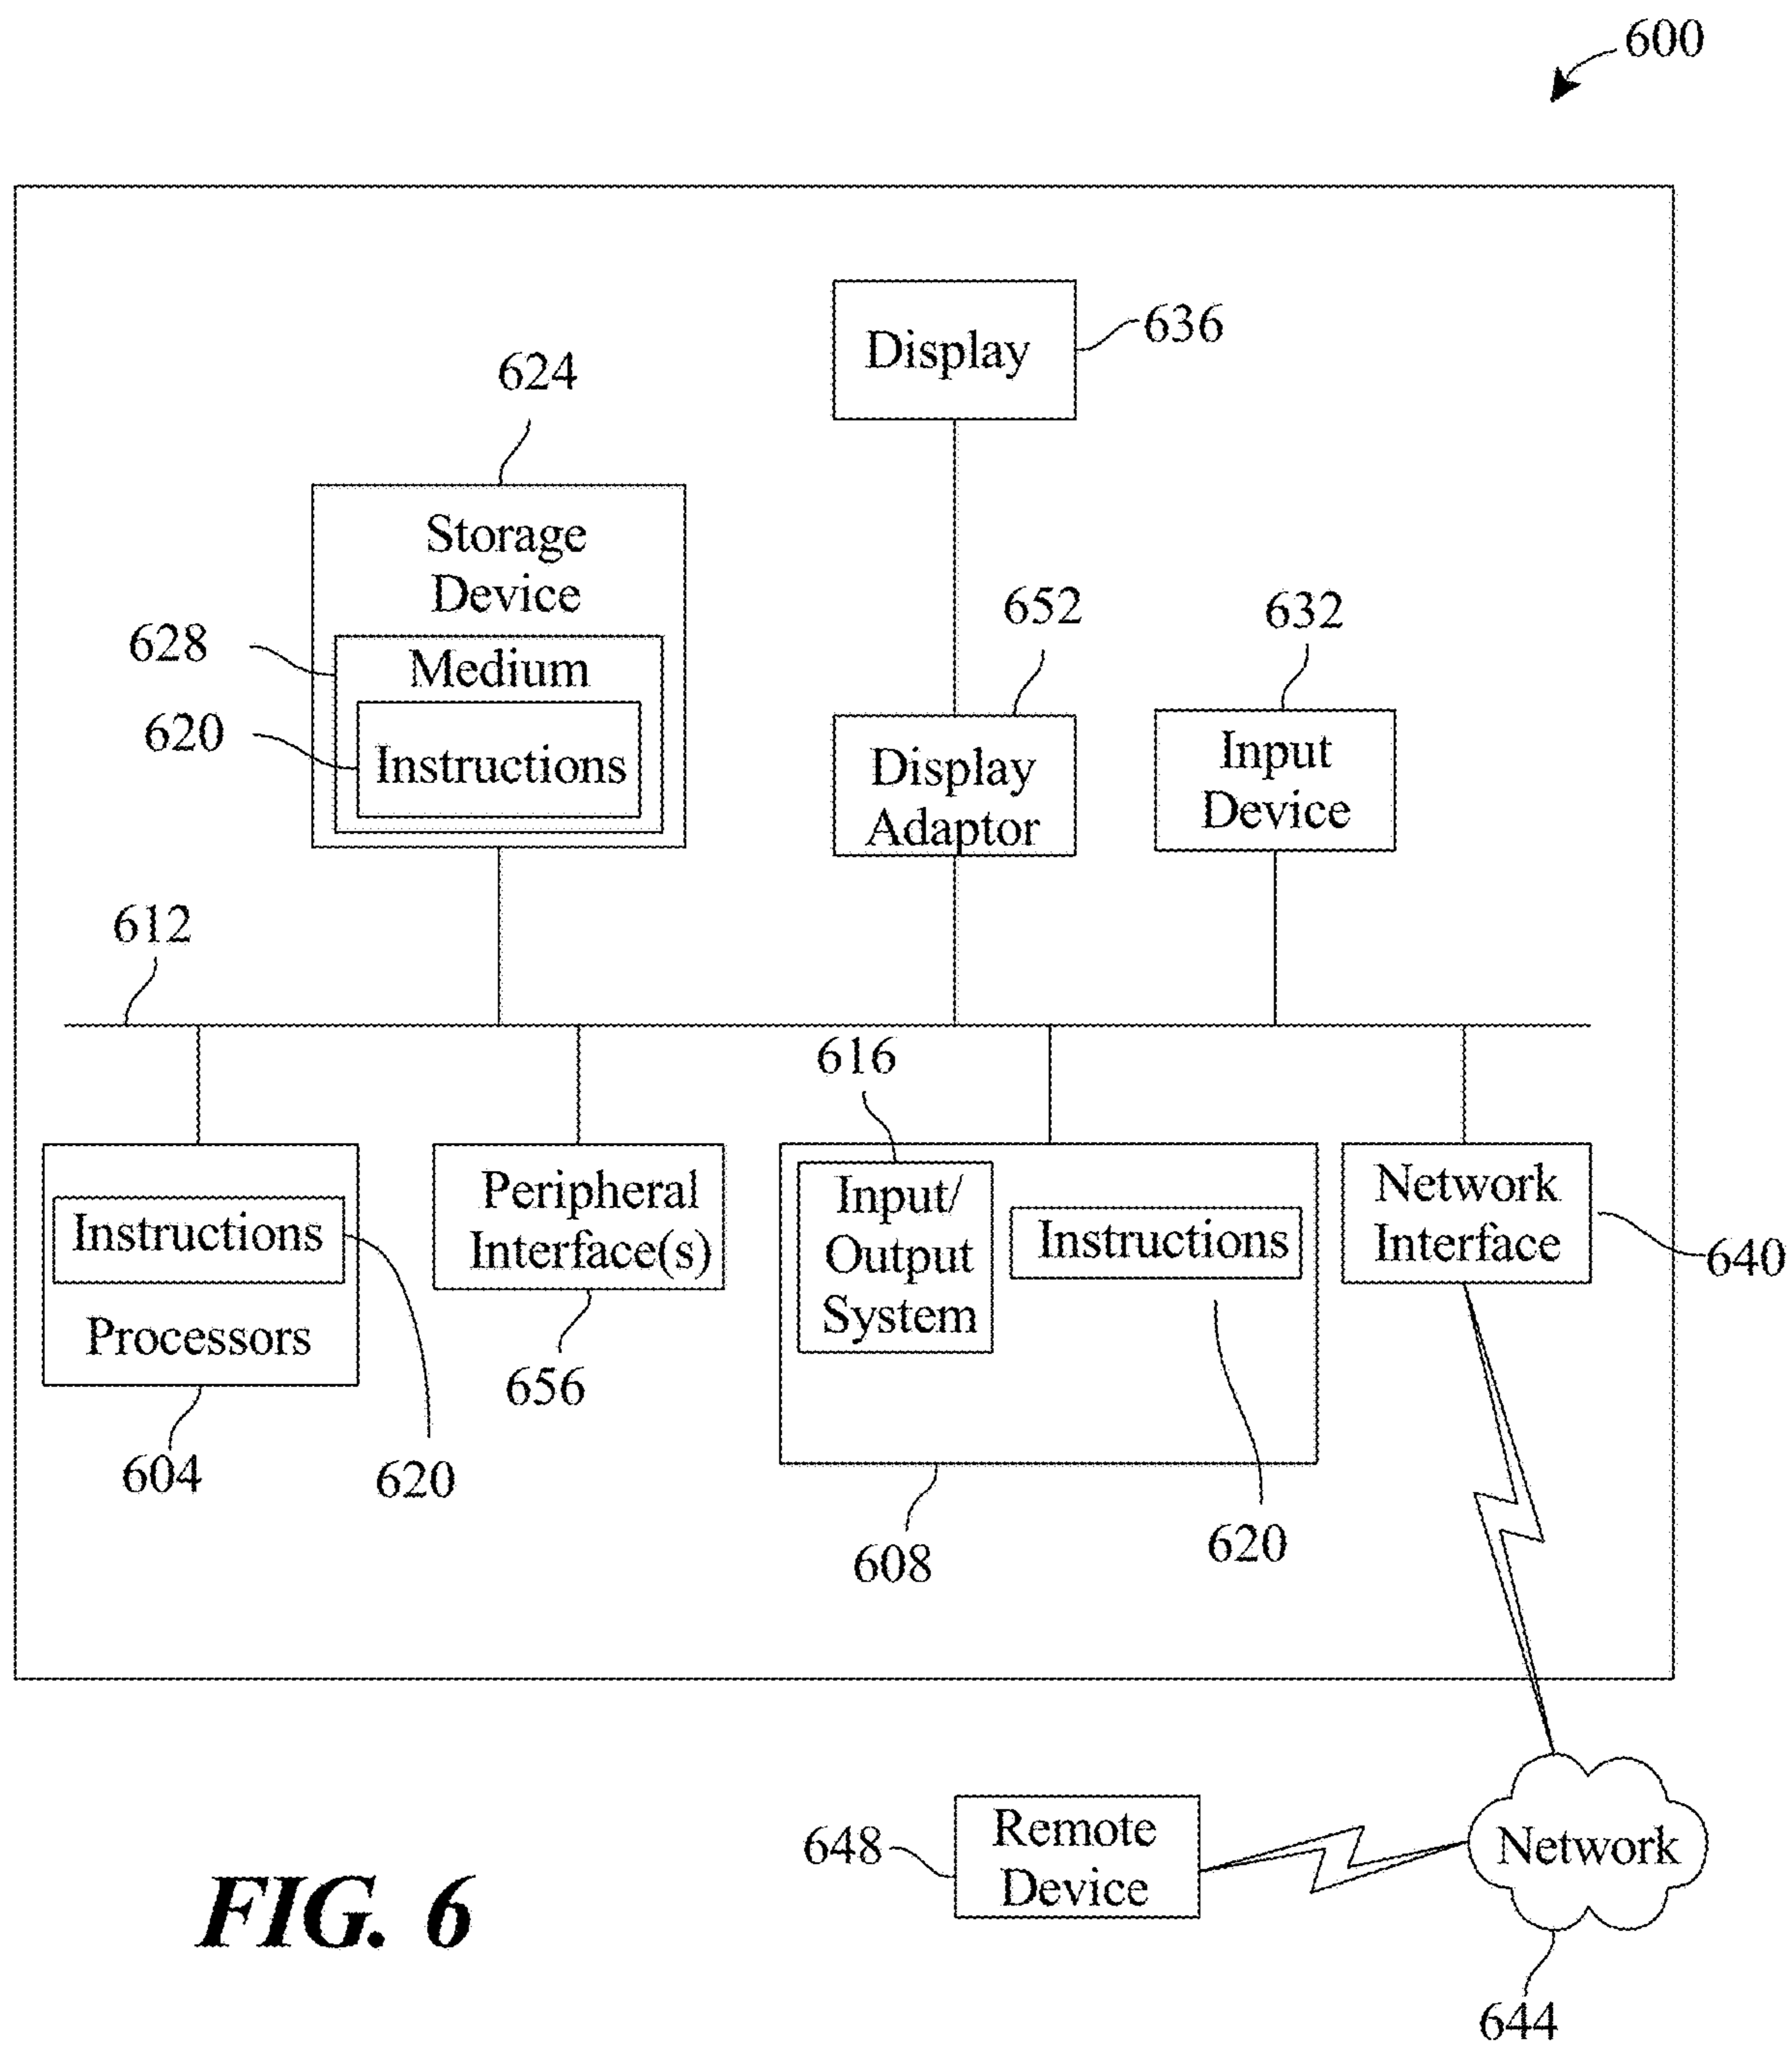 600
Display
636
624
Storage
Device
628
Medium
620
Instructions
652
Display
Adaptor
632
Input
Device
612
616
Instructions
Processors
604
620
Peripheral
Interface(s)
656
Input/
Output
System
Instructions
608
620
Network
Interface
640
648
Remote
Device
Network
644
FIG. 6